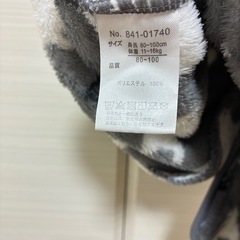 No. 841-01740
サイズ 身長 80~100cm
体重 11~16kg
80-100
品質
ポリエステル 100%